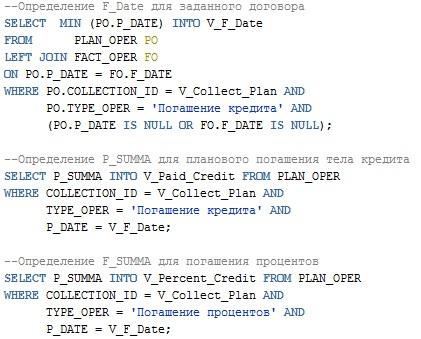 --Определение F_Date для заданного договора
SELECT MIN (PO.P_DATE) INTO V_F_Date
FROM PLAN_OPER PO
LEFT JOIN FACT_OPER FO
ON PO.P_DATE = FO.F_DATE
WHERE PO.COLLECTION_ID = V_Collect_Plan AND
PO.TYPE_OPER = 'Погашение кредита' AND
(PO.P_DATE IS NULL OR FO.F_DATE IS NULL);
--Определение P_SUMMA для планового погашения тела кредита
SELECT P_SUMMA INTO V_Paid_Credit FROM PLAN_OPER
WHERE COLLECTION_ID = V_Collect_Plan AND
TYPE_OPER = 'Погашение кредита' AND
P_DATE = V_F_Date;
--Определение F_SUMMA для погашения процентов
SELECT P_SUMMA INTO V_Percent_Credit FROM PLAN_OPER
WHERE COLLECTION_ID = V_Collect_Plan AND
TYPE_OPER = 'Погашение процентов' AND
P_DATE = V_F_Date;